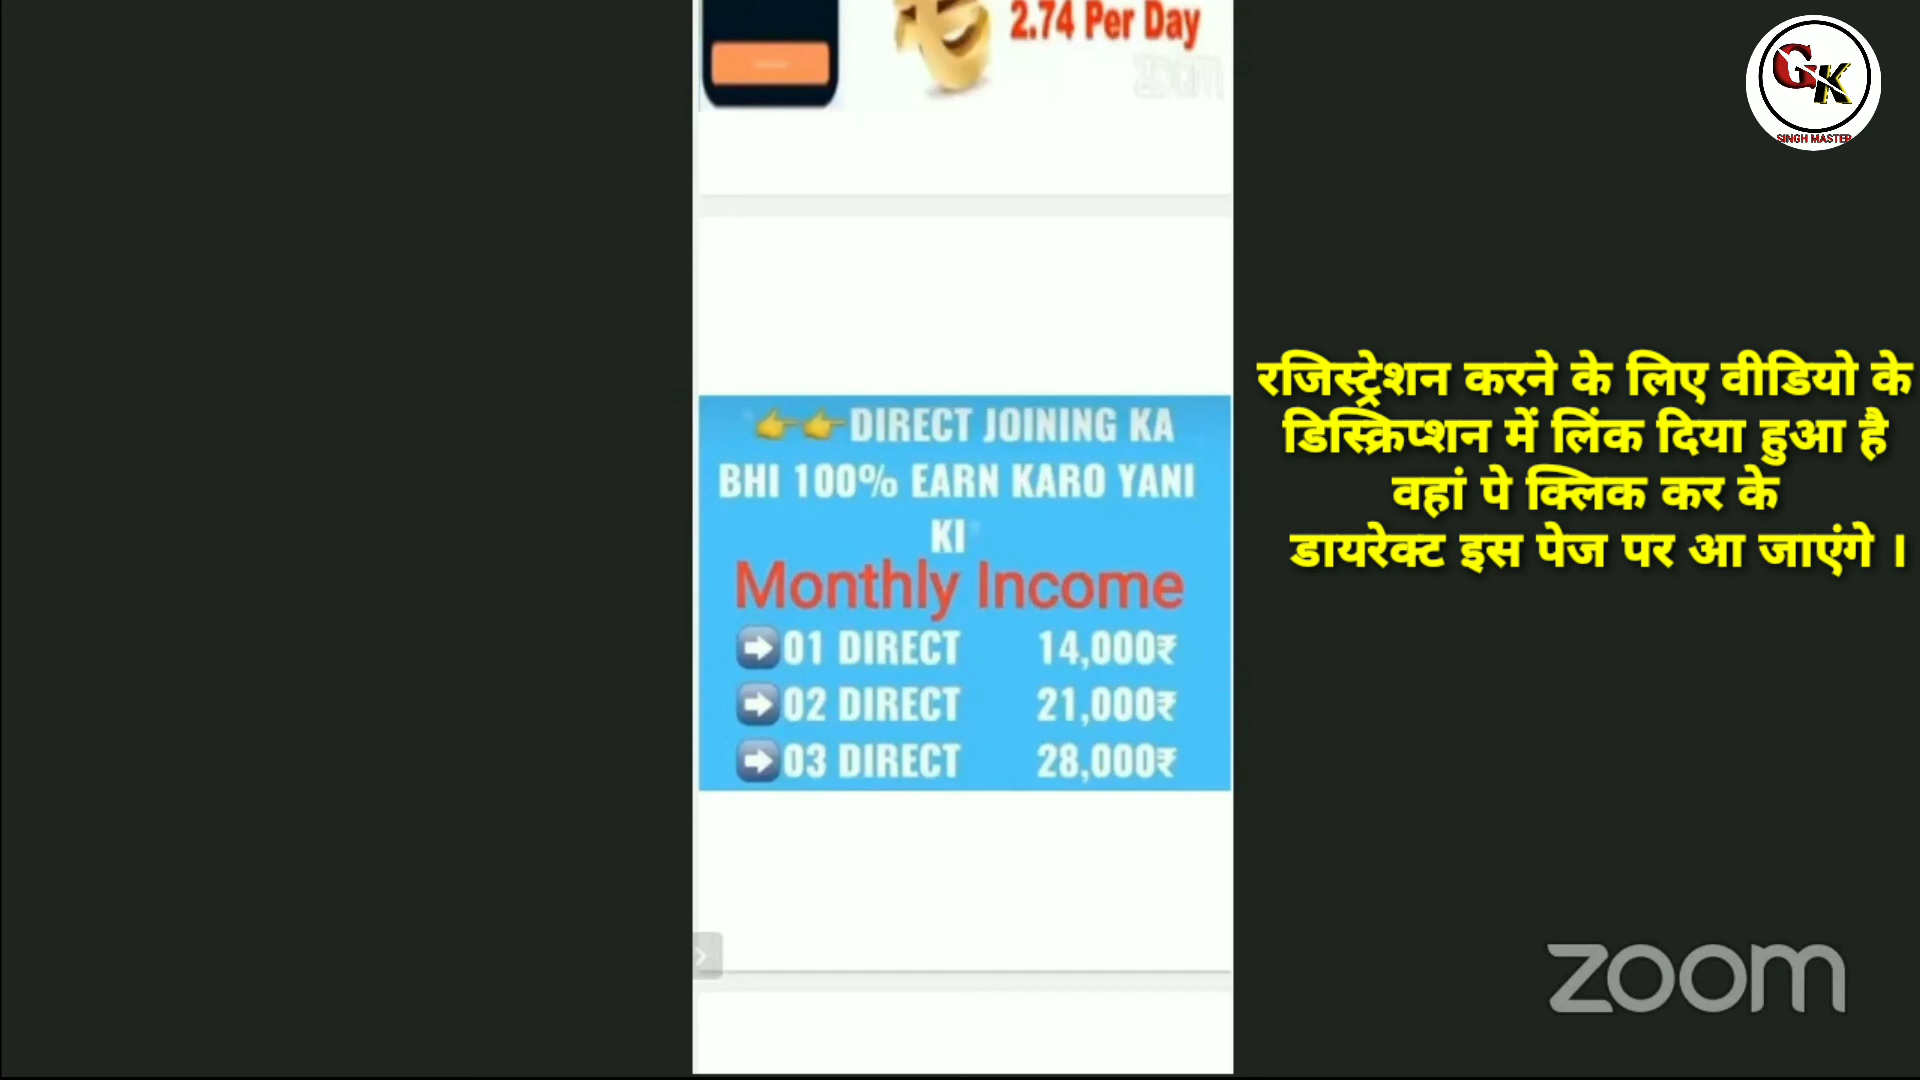 2.74 Per Day
zoom
GK
SINGH MASTER
👉👉DIRECT JOINING KA
BHI 100% EARN KARO YANI
KI
Monthly Income
➡️01 DIRECT 14,000₹
➡️02 DIRECT 21,000₹
➡️03 DIRECT 28,000₹
रजिस्ट्रेशन करने के लिए वीडियो के
डिस्क्रिप्शन में लिंक दिया हुआ है
वहां पे क्लिक कर के
डायरेक्ट इस पेज पर आ जाएंगे ।
zoom